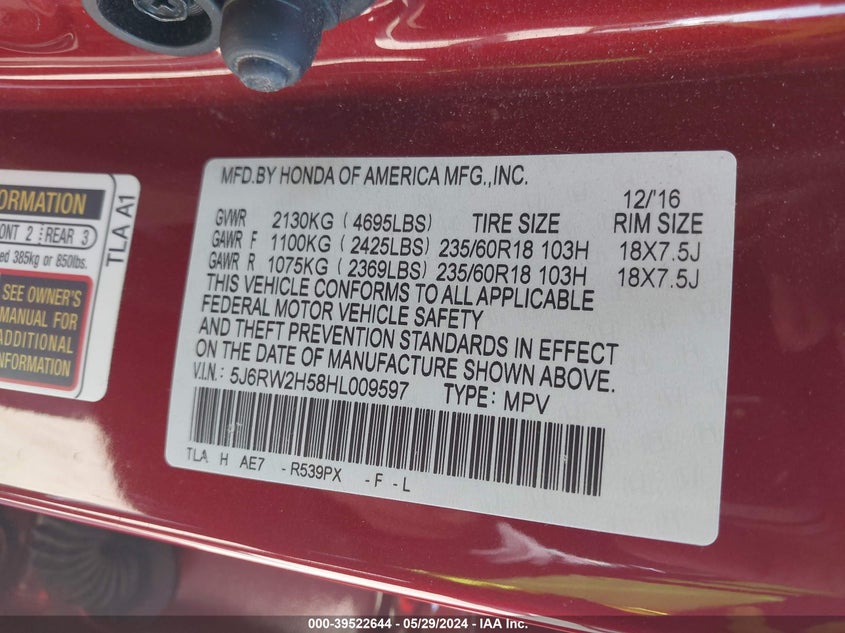 ORMATION
ONT 2 REAR 3
ed 385kg or 850lbs.
SEE OWNER'S
MANUAL FOR
ADDITIONAL
INFORMATION
TLA A1
MFD.BY HONDA OF AMERICA MFG.,INC.
12/'16
GVWR 2130KG (4695LBS) TIRE SIZE RIM SIZE
GAWR F 1100KG (2425LBS) 235/60R18 103H 18X7.5J
GAWR R 1075KG (2369LBS) 235/60R18 103H 18X7.5J
THIS VEHICLE CONFORMS TO ALL APPLICABLE
FEDERAL MOTOR VEHICLE SAFETY
AND THEFT PREVENTION STANDARDS IN EFFECT
ON THE DATE OF MANUFACTURE SHOWN ABOVE.
V.I.N.: 5J6RW2H58HL009597 TYPE: MPV
TLA H AE7 - R539PX - F - L
000-39522644 - 05/29/2024 - IAA Inc.